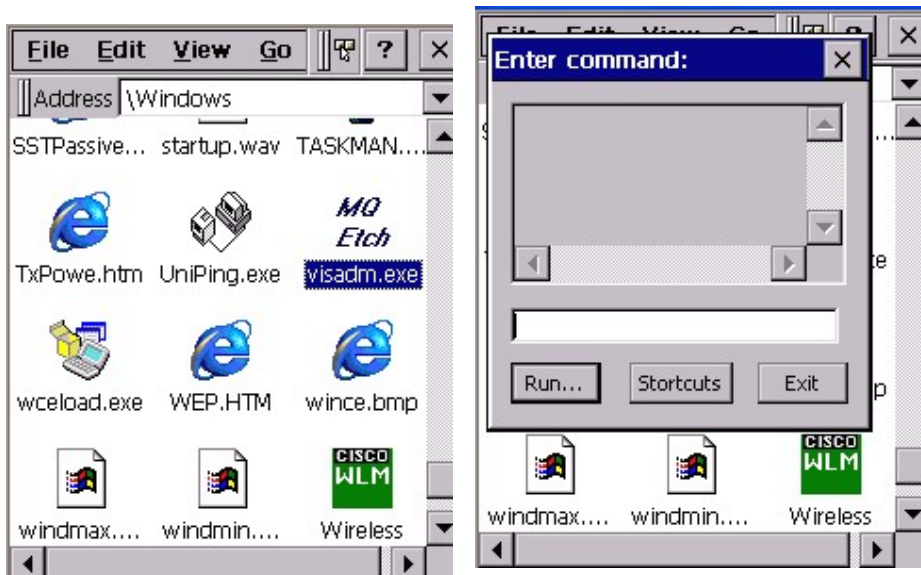 File Edit View Go ?
Address \Windows
SSTPassive... startup.wav TASKMAN....
MQ
Etch
TxPowe.htm UniPing.exe visadm.exe
wceload.exe WEP.HTM wince.bmp
CISCO
WLM
windmax.... windmin.... Wireless
Enter command:
Run... Stortcuts Exit
CISCO
WLM
windmax.... windmin.... Wireless